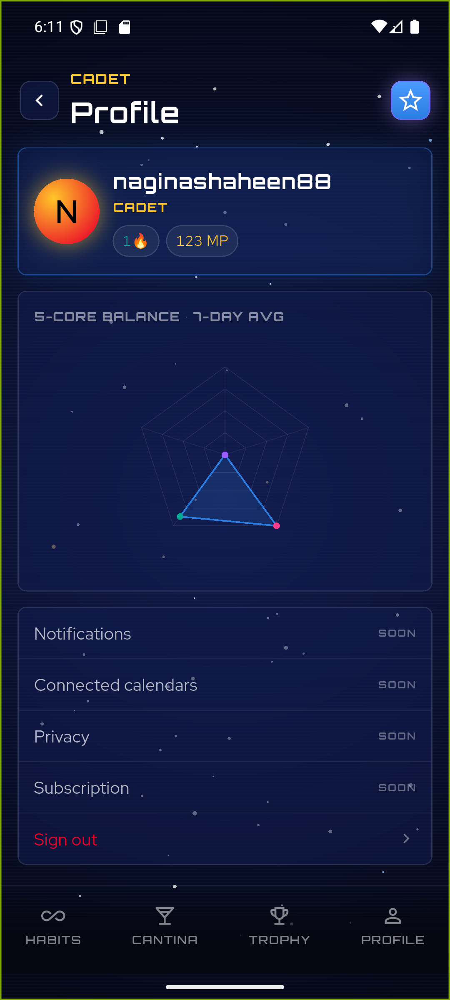 6:11
CADET
Profile
N
naginashaheen88
CADET
1🔥
123 MP
5-CORE BALANCE · 7-DAY AVG
Notifications SOON
Connected calendars SOON
Privacy SOON
Subscription SOON
Sign out
HABITS CANTINA TROPHY PROFILE